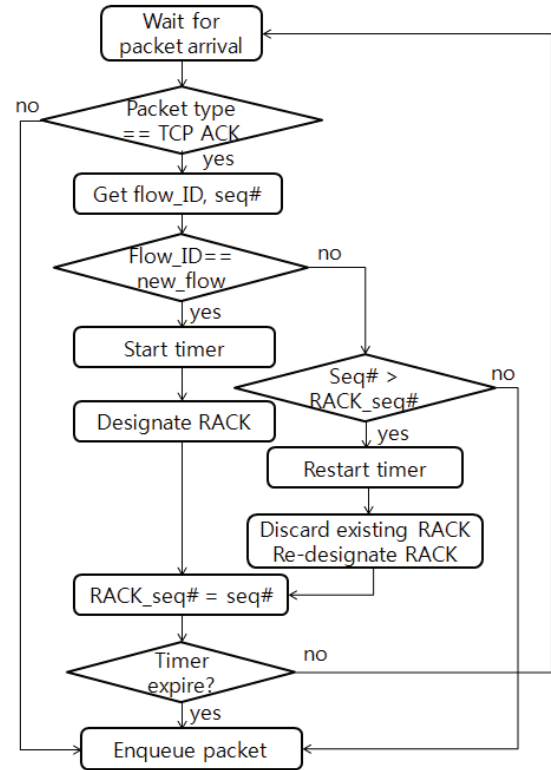 Wait for
packet arrival
no
Packet type
== TCP ACK
yes
Get flow_ID, seq#
Flow_ID==
new_flow
no
yes
Start timer
Seq# >
RACK_seq#
no
Designate RACK
yes
Restart timer
Discard existing RACK
Re-designate RACK
RACK_seq# = seq#
Timer
expire?
no
yes
Enqueue packet